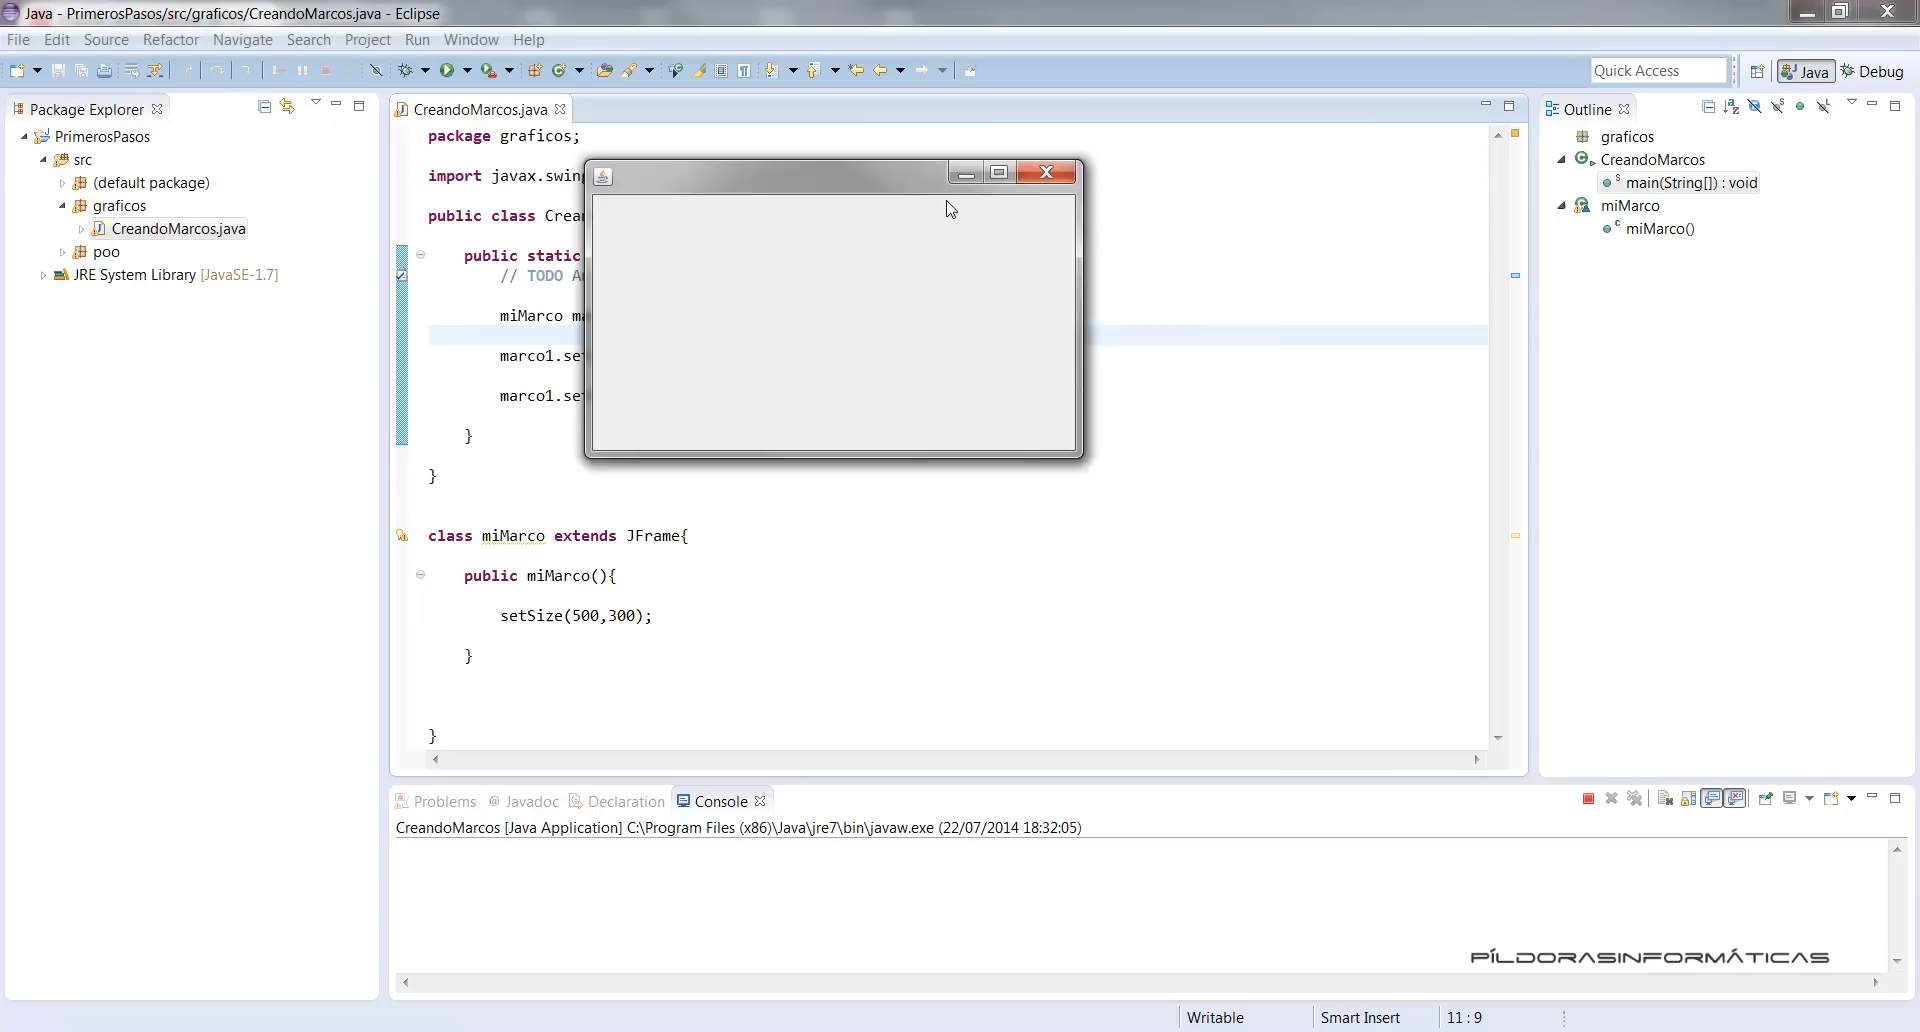 Java - PrimerosPasos/src/graficos/CreandoMarcos.java - Eclipse
File Edit Source Refactor Navigate Search Project Run Window Help
Quick Access
Java
Debug
Package Explorer
PrimerosPasos
src
(default package)
graficos
CreandoMarcos.java
poo
JRE System Library [JavaSE-1.7]
CreandoMarcos.java
package graficos;
import javax.swing
public class Crea
public static
// TODO A
miMarco ma
marco1.se
marco1.se
}
}
class miMarco extends JFrame{
public miMarco(){
setSize(500,300);
}
}
Outline
graficos
CreandoMarcos
main(String[]) : void
miMarco
miMarco()
Problems @ Javadoc Declaration Console
CreandoMarcos [Java Application] C:\Program Files (x86)\Java\jre7\bin\javaw.exe (22/07/2014 18:32:05)
PÍLDORASINFORMÁTICAS
Writable Smart Insert 11 : 9